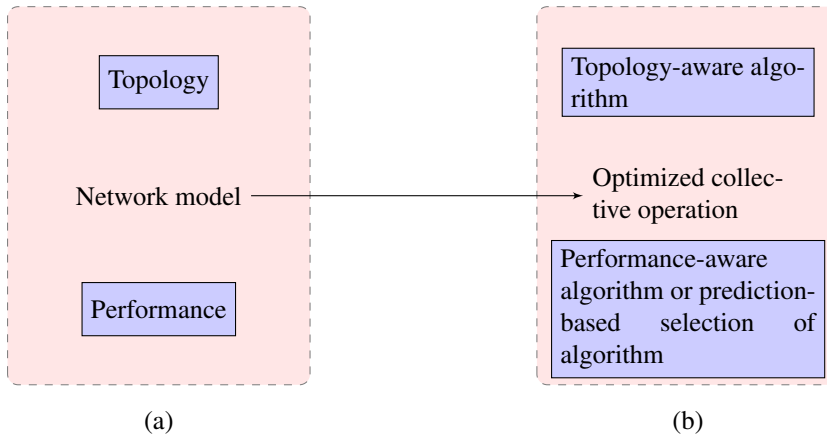 Topology
Network model
Performance
(a)
Topology-aware algo-
rithm
Optimized collec-
tive operation
Performance-aware
algorithm or prediction-
based selection of
algorithm
(b)